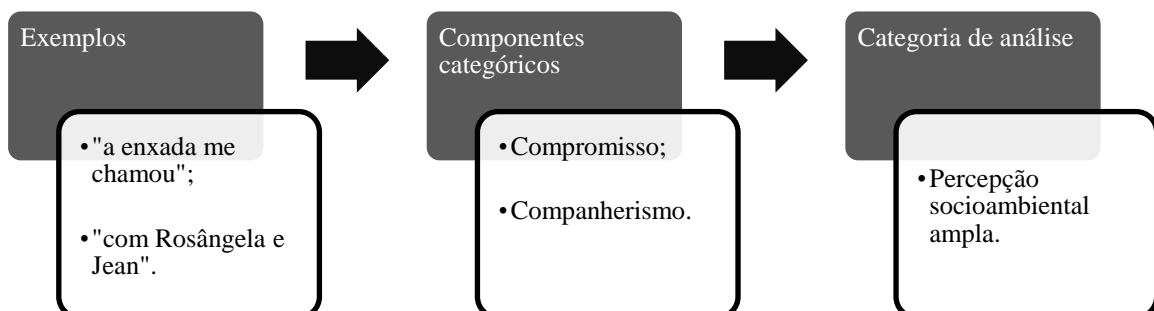 Exemplos
•"a enxada me
chamou";
•"com Rosângela e
Jean".
Componentes
categóricos
•Compromisso;
•Companherismo.
Categoria de análise
•Percepção
socioambiental
ampla.